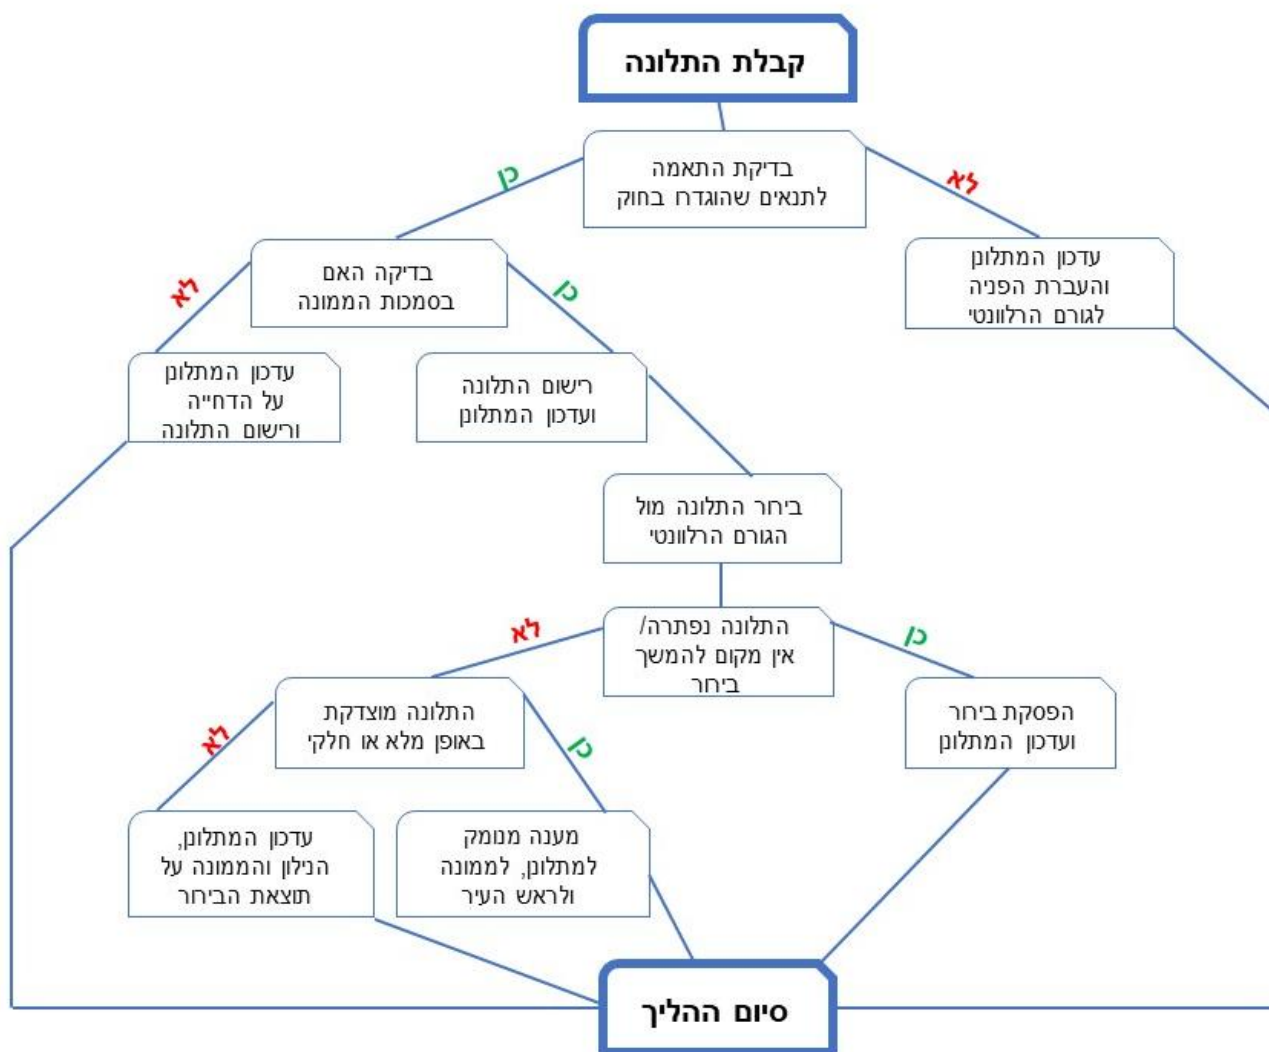 קבלת התלונה
בדיקת התאמה
לתנאים שהוגדרו בחוק
כן
לא
עדכון המתלונן
והעברת הפניה
לגורם הרלוונטי
בדיקה האם
בסמכות הממונה
כן
לא
רישום התלונה
ועדכון המתלונן
עדכון המתלונן
על הדחייה
ורישום התלונה
בירור התלונה מול
הגורם הרלוונטי
התלונה נפתרה/
אין מקום להמשך
בירור
כן
לא
הפסקת בירור
ועדכון המתלונן
התלונה מוצדקת
באופן מלא או חלקי
כן
לא
מענה מנומק
למתלונן, לממונה
ולראש העיר
עדכון המתלונן,
הנילון והממונה על
תוצאת הבירור
סיום ההליך